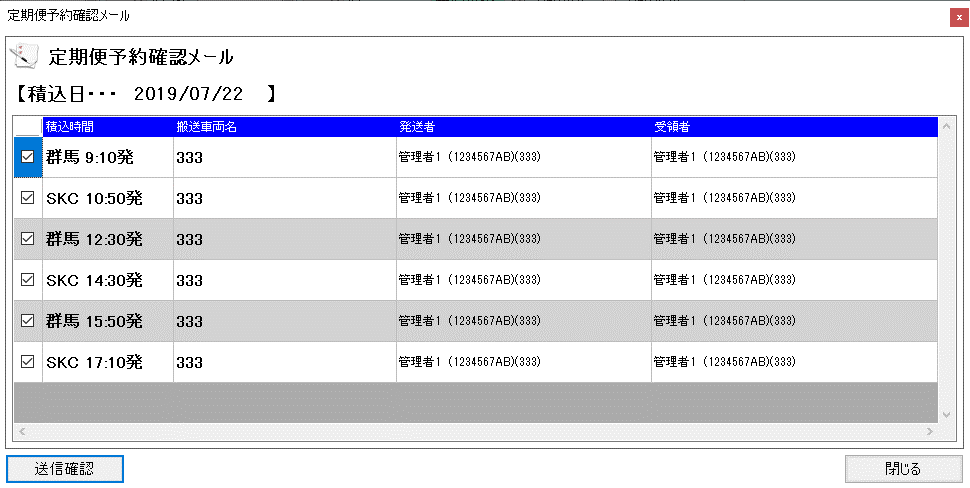 定期便予約確認メール
x
定期便予約確認メール
【積込日・・・ 2019/07/22 】
積込時間 搬送車両名 発送者 受領者
群馬 9:10発 333 管理者1 (1234567AB)(333) 管理者1 (1234567AB)(333)
SKC 10:50発 333 管理者1 (1234567AB)(333) 管理者1 (1234567AB)(333)
群馬 12:30発 333 管理者1 (1234567AB)(333) 管理者1 (1234567AB)(333)
SKC 14:30発 333 管理者1 (1234567AB)(333) 管理者1 (1234567AB)(333)
群馬 15:50発 333 管理者1 (1234567AB)(333) 管理者1 (1234567AB)(333)
SKC 17:10発 333 管理者1 (1234567AB)(333) 管理者1 (1234567AB)(333)
送信確認 閉じる